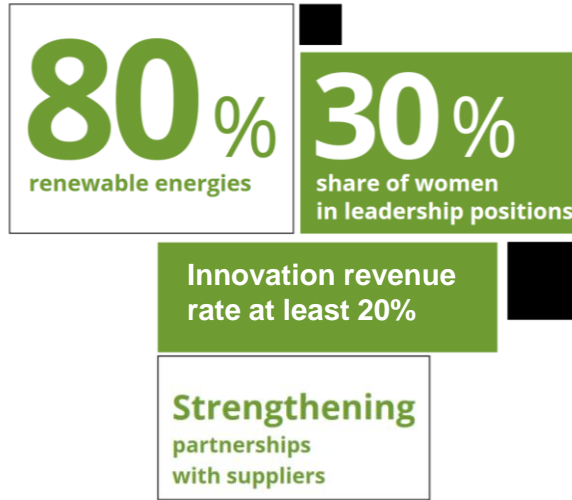 80 %
renewable energies
30 %
share of women
in leadership positions
Innovation revenue
rate at least 20%
Strengthening
partnerships
with suppliers